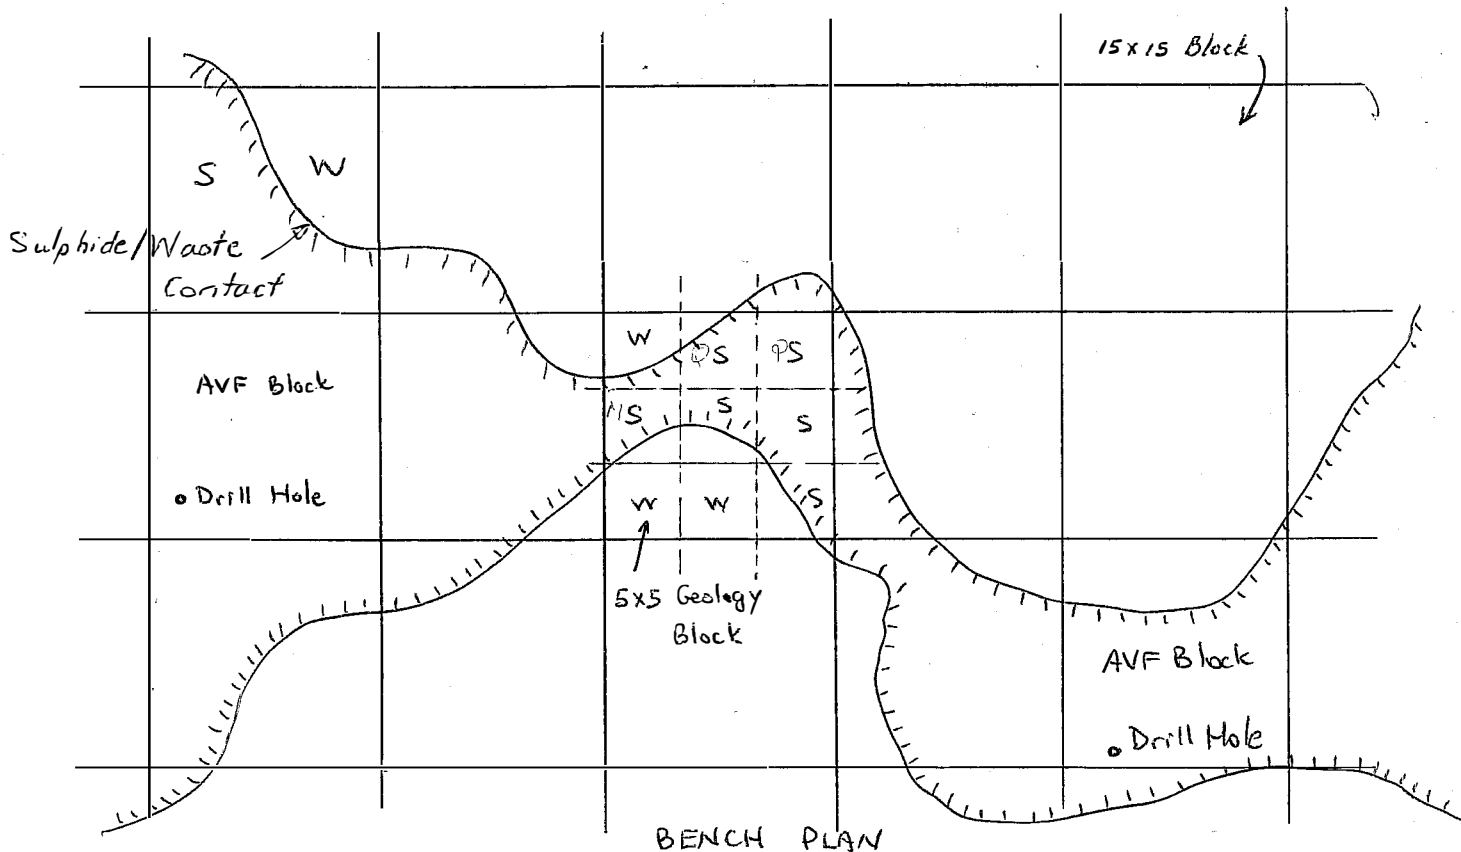 15x15 Block
S W
Sulphide/Waste
Contact
W
PS PS
AVF Block
S
S
S
Drill Hole
W W
S
5x5 Geology
Block
AVF Block
Drill Hole
BENCH PLAN